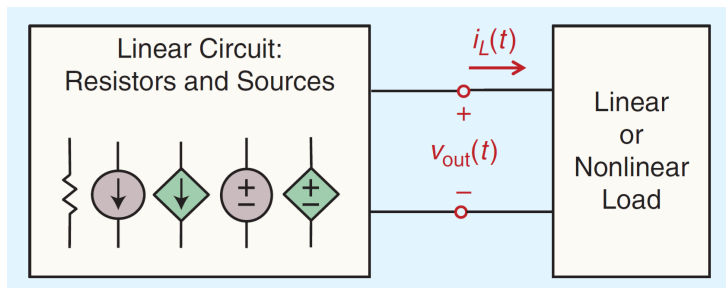 Linear Circuit:
Resistors and Sources
i_L(t)
+
v_out(t)
–
Linear
or
Nonlinear
Load
+
–
+
–